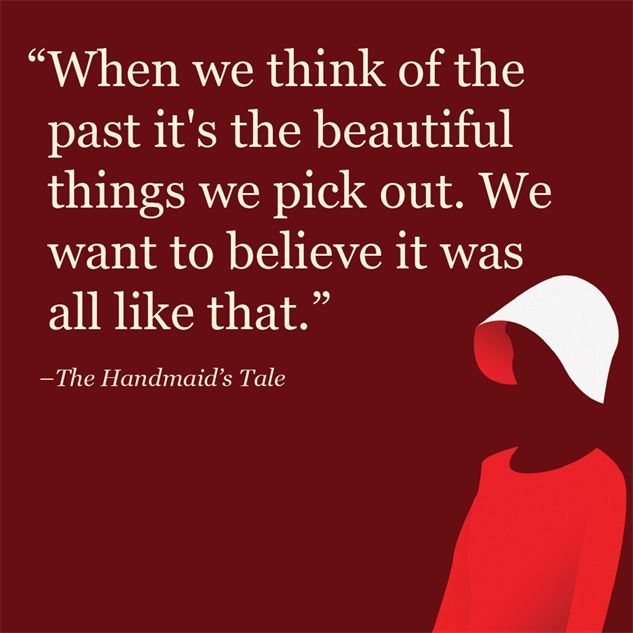 “When we think of the
past it's the beautiful
things we pick out. We
want to believe it was
all like that.”
–The Handmaid’s Tale